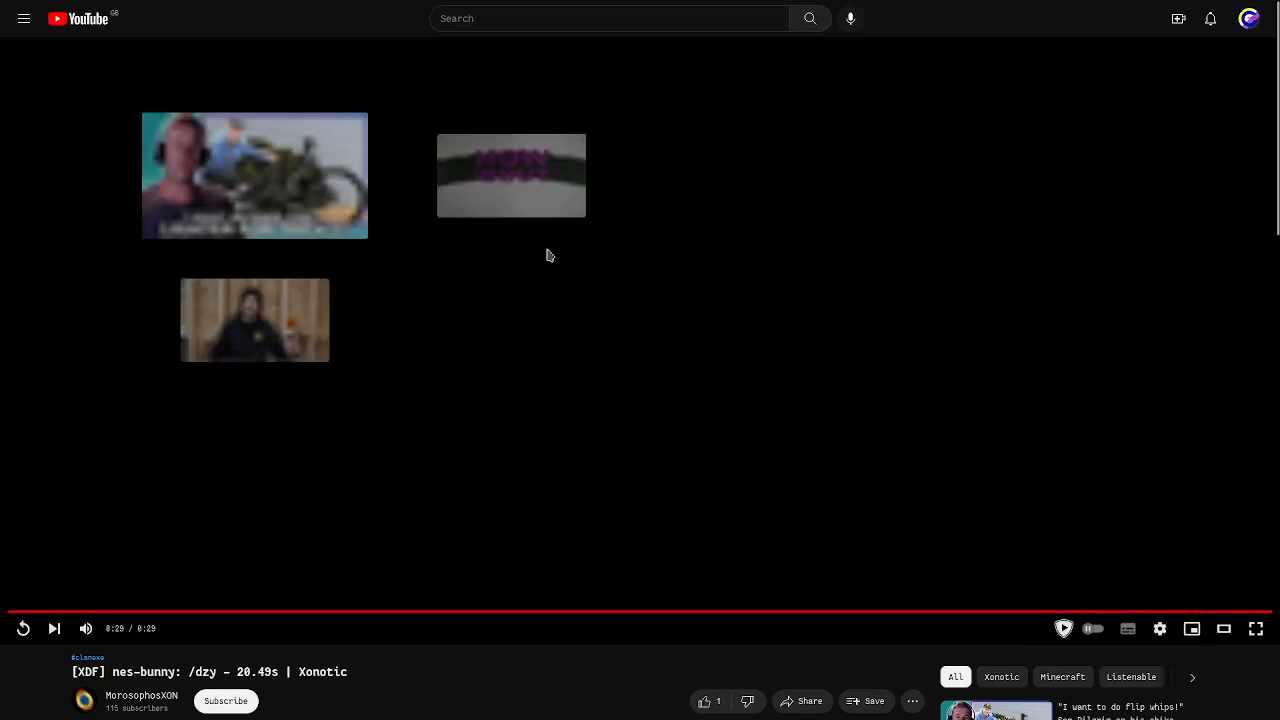 YouTube GB
Search
0:29 / 0:29
#clanexe
[XDF] nes-bunny: /dzy – 20.49s | Xonotic
MorosophosXON
115 subscribers
Subscribe
1
Share
Save
All
Xonotic
Minecraft
Listenable
"I want to do flip whips!"